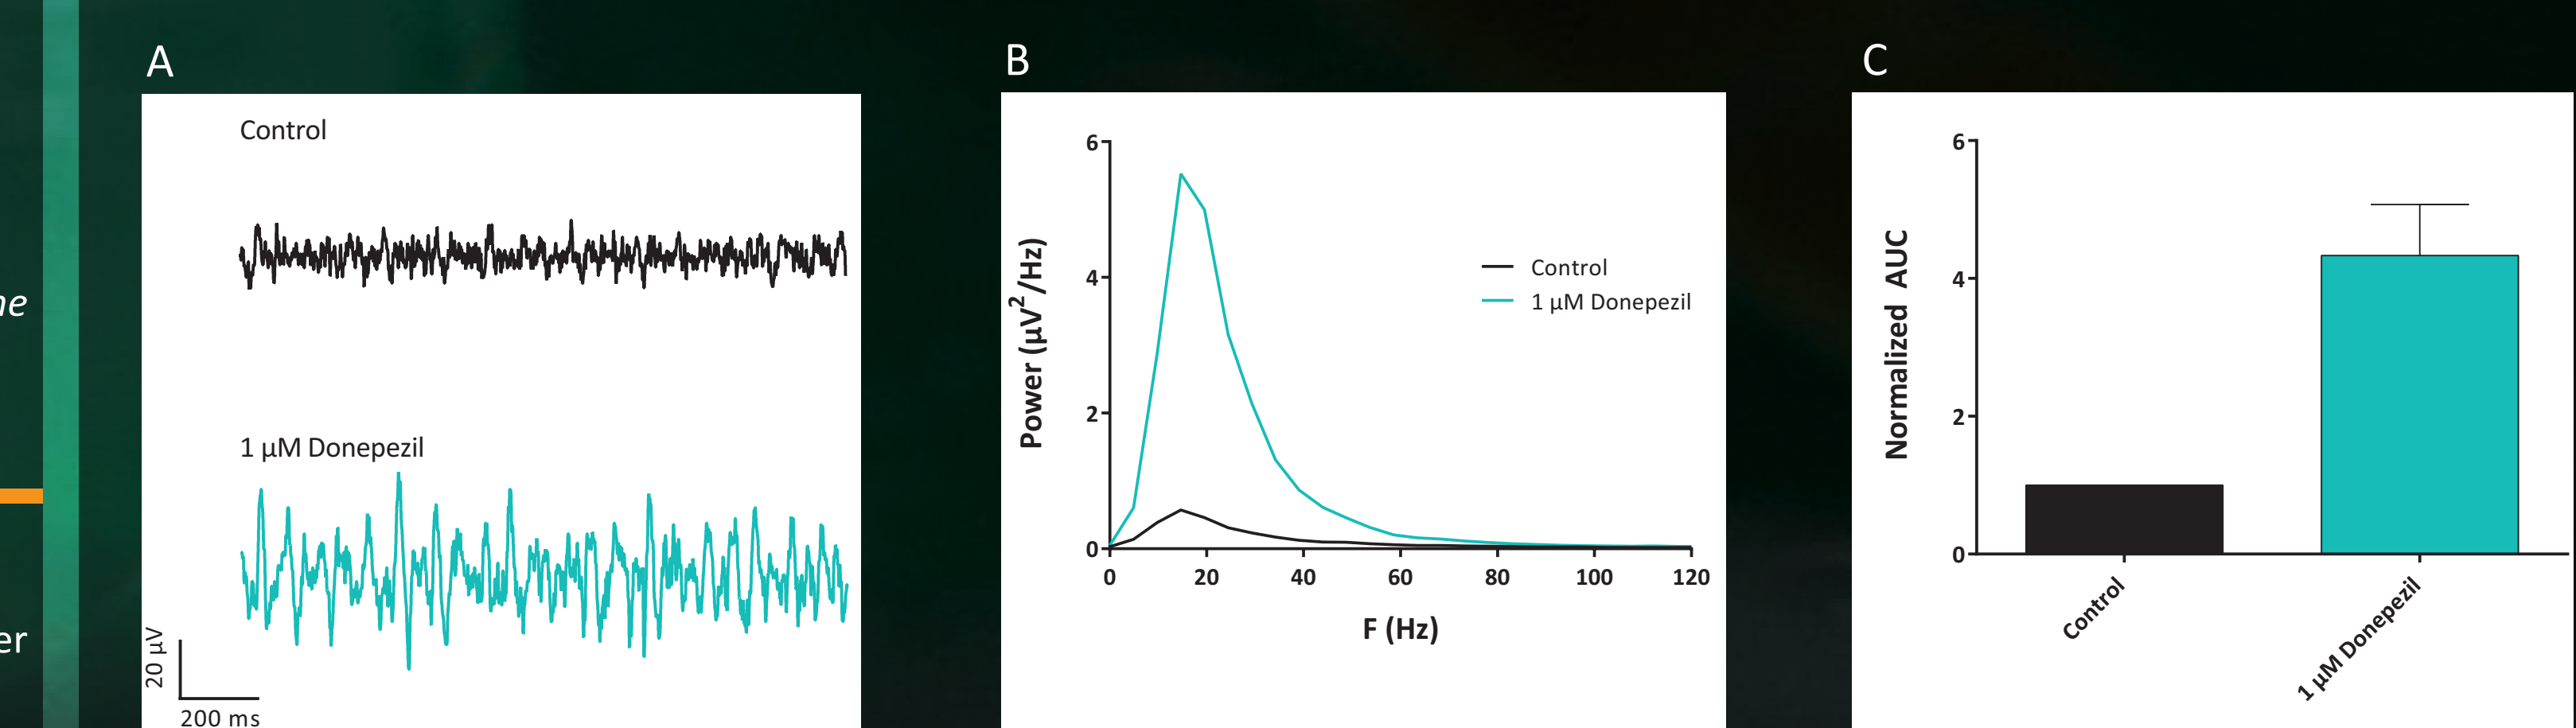 A
Control
1 µM Donepezil
20 µV
200 ms
B
6
4
2
0
Power (µV²/Hz)
Control
1 µM Donepezil
0 20 40 60 80 100 120
F (Hz)
C
6
4
2
0
Normalized AUC
Control
1 µM Donepezil